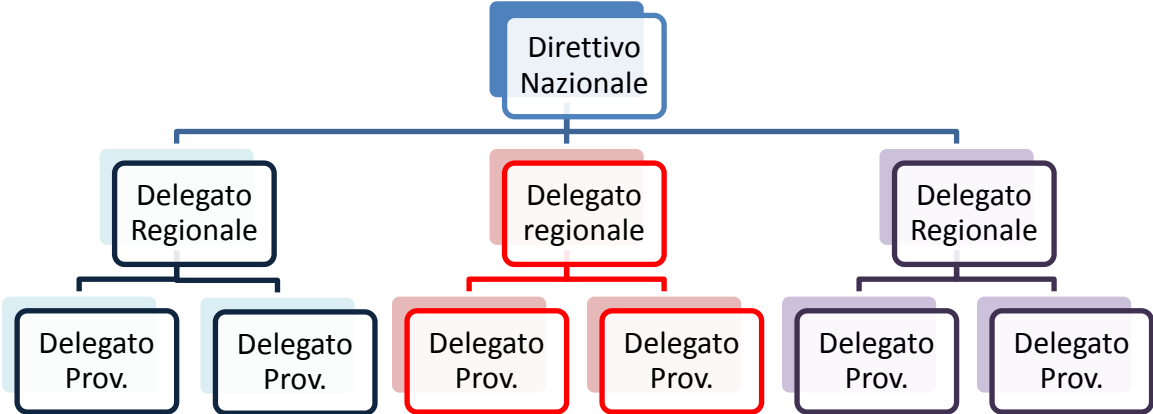 Direttivo
Nazionale
Delegato
Regionale
Delegato
regionale
Delegato
Regionale
Delegato
Prov.
Delegato
Prov.
Delegato
Prov.
Delegato
Prov.
Delegato
Prov.
Delegato
Prov.